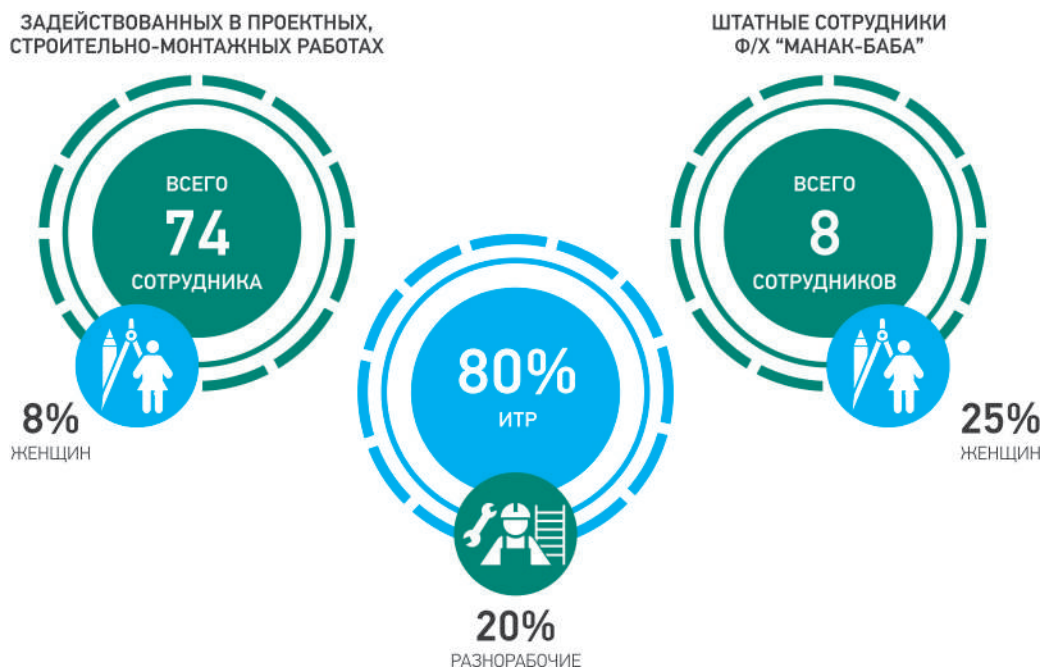 ЗАДЕЙСТВОВАННЫХ В ПРОЕКТНЫХ,
СТРОИТЕЛЬНО-МОНТАЖНЫХ РАБОТАХ
ВСЕГО
74
СОТРУДНИКА
8%
ЖЕНЩИН
80%
ИТР
20%
РАЗНОРАБОЧИЕ
ШТАТНЫЕ СОТРУДНИКИ
Ф/Х “МАНАК-БАБА”
ВСЕГО
8
СОТРУДНИКОВ
25%
ЖЕНЩИН